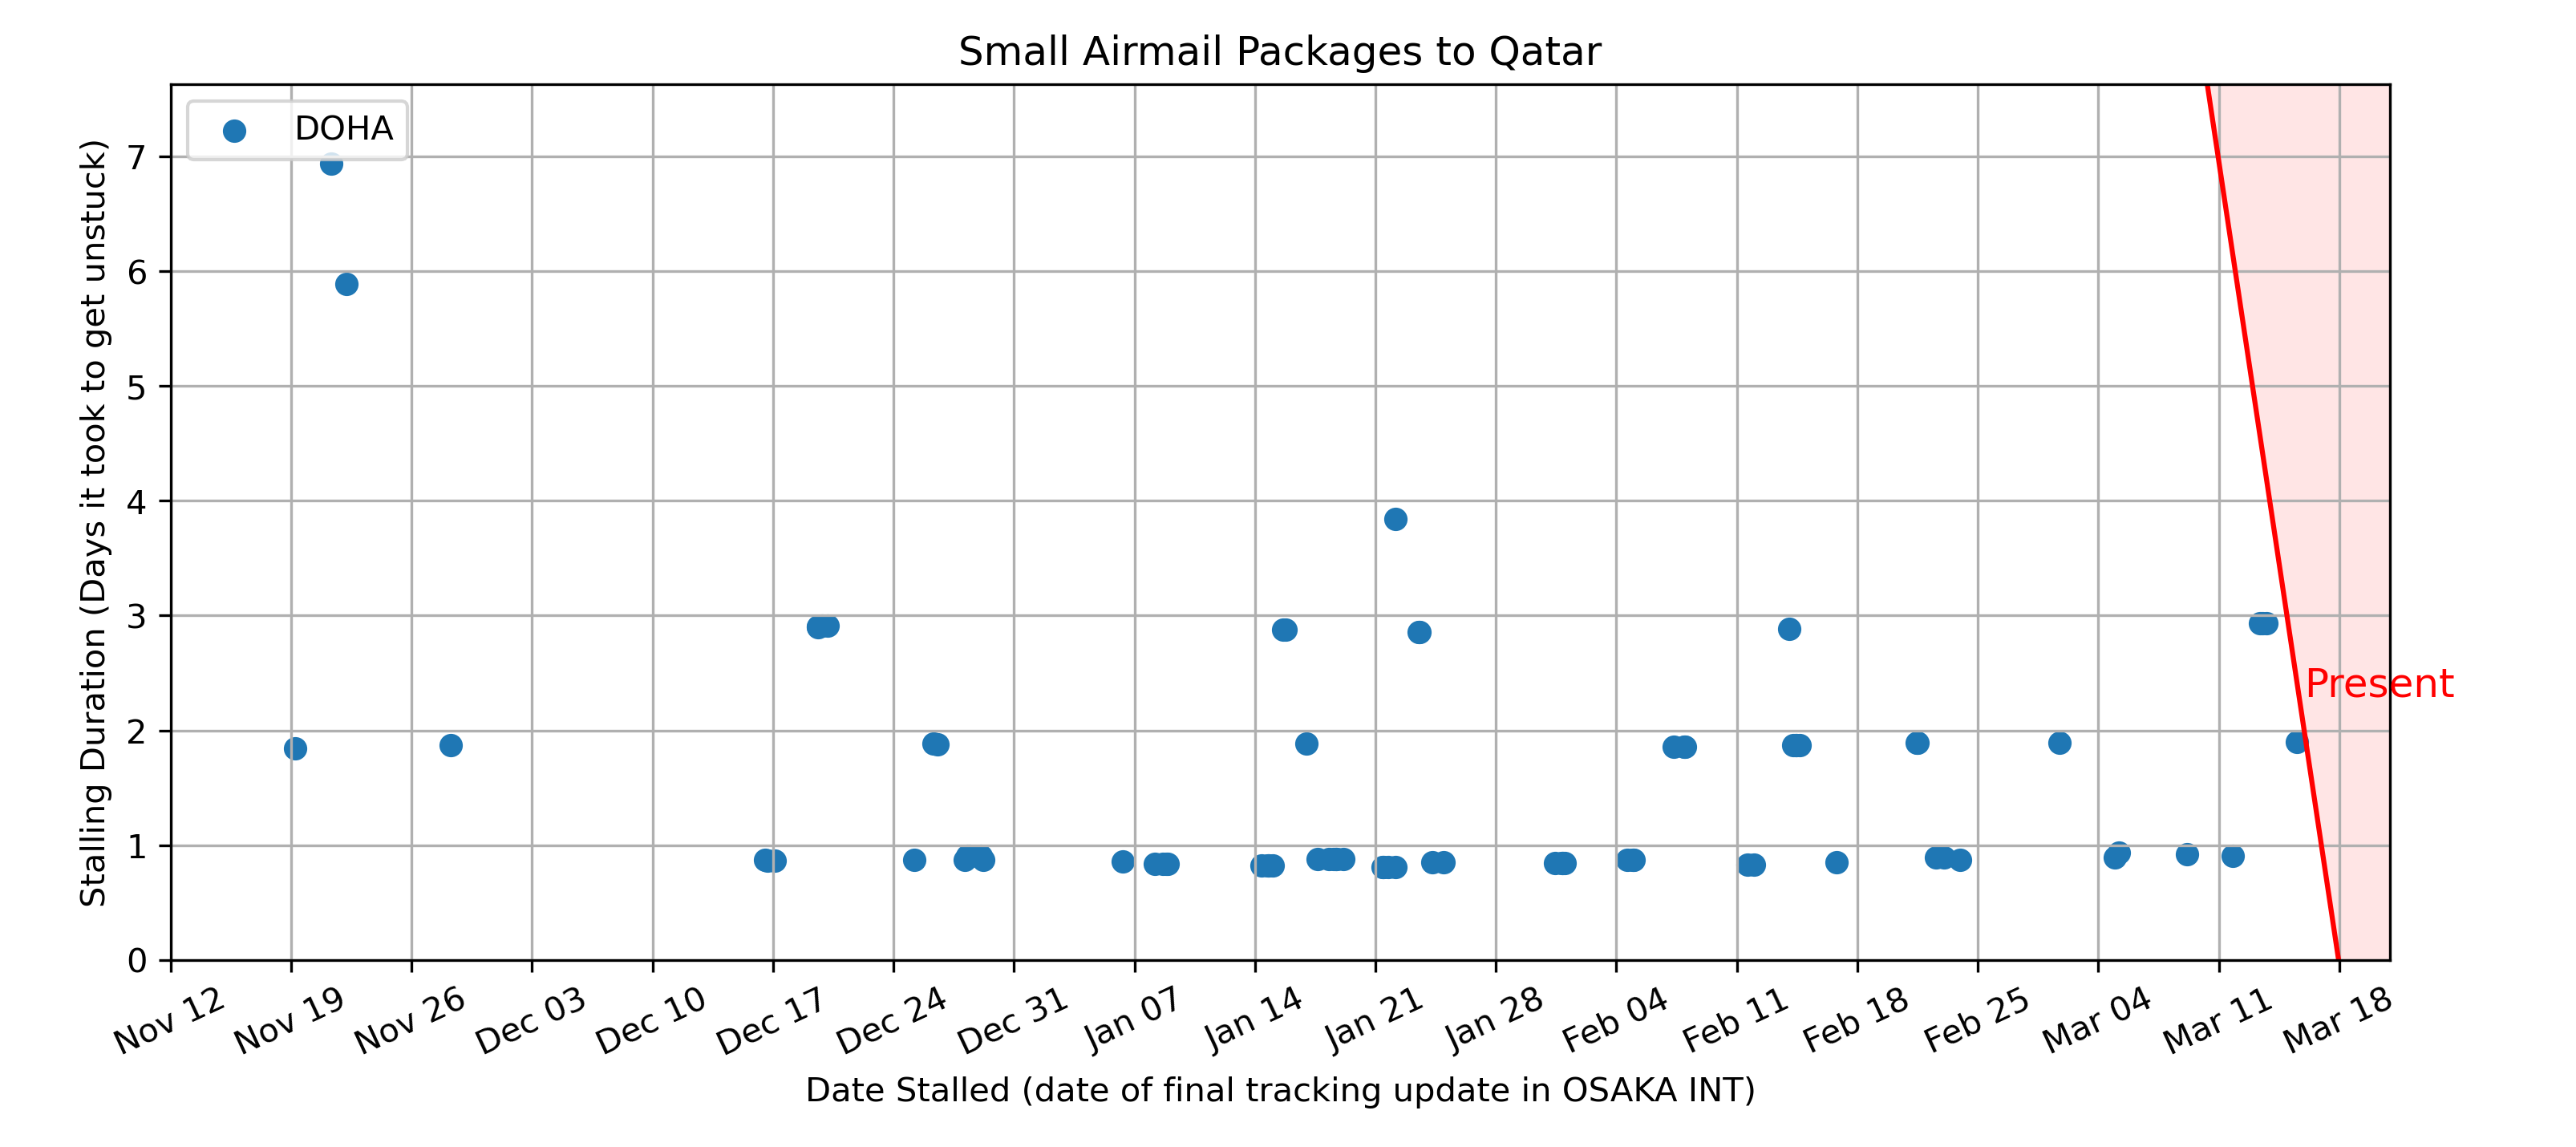 Small Airmail Packages to Qatar
DOHA
Stalling Duration (Days it took to get unstuck)
7
6
5
4
3
2
1
0
Present
Nov 12 Nov 19 Nov 26 Dec 03 Dec 10 Dec 17 Dec 24 Dec 31 Jan 07 Jan 14 Jan 21 Jan 28 Feb 04 Feb 11 Feb 18 Feb 25 Mar 04 Mar 11 Mar 18
Date Stalled (date of final tracking update in OSAKA INT)